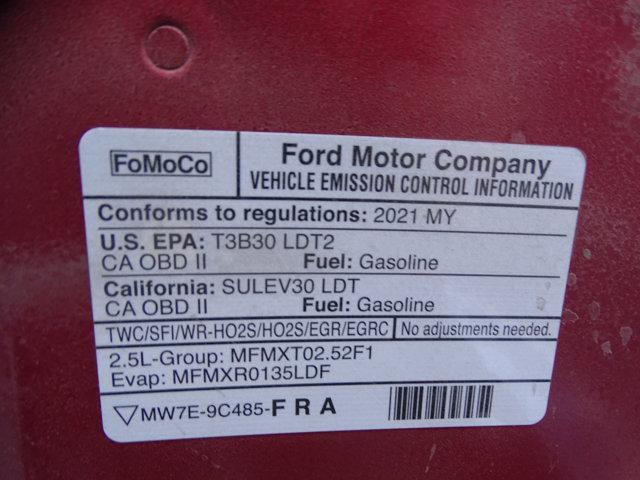 FoMoCo
Ford Motor Company
VEHICLE EMISSION CONTROL INFORMATION
Conforms to regulations: 2021 MY
U.S. EPA: T3B30 LDT2
CA OBD II Fuel: Gasoline
California: SULEV30 LDT
CA OBD II Fuel: Gasoline
TWC/SFI/WR-HO2S/HO2S/EGR/EGRC No adjustments needed.
2.5L-Group: MFMXT02.52F1
Evap: MFMXR0135LDF
MW7E-9C485-FRA